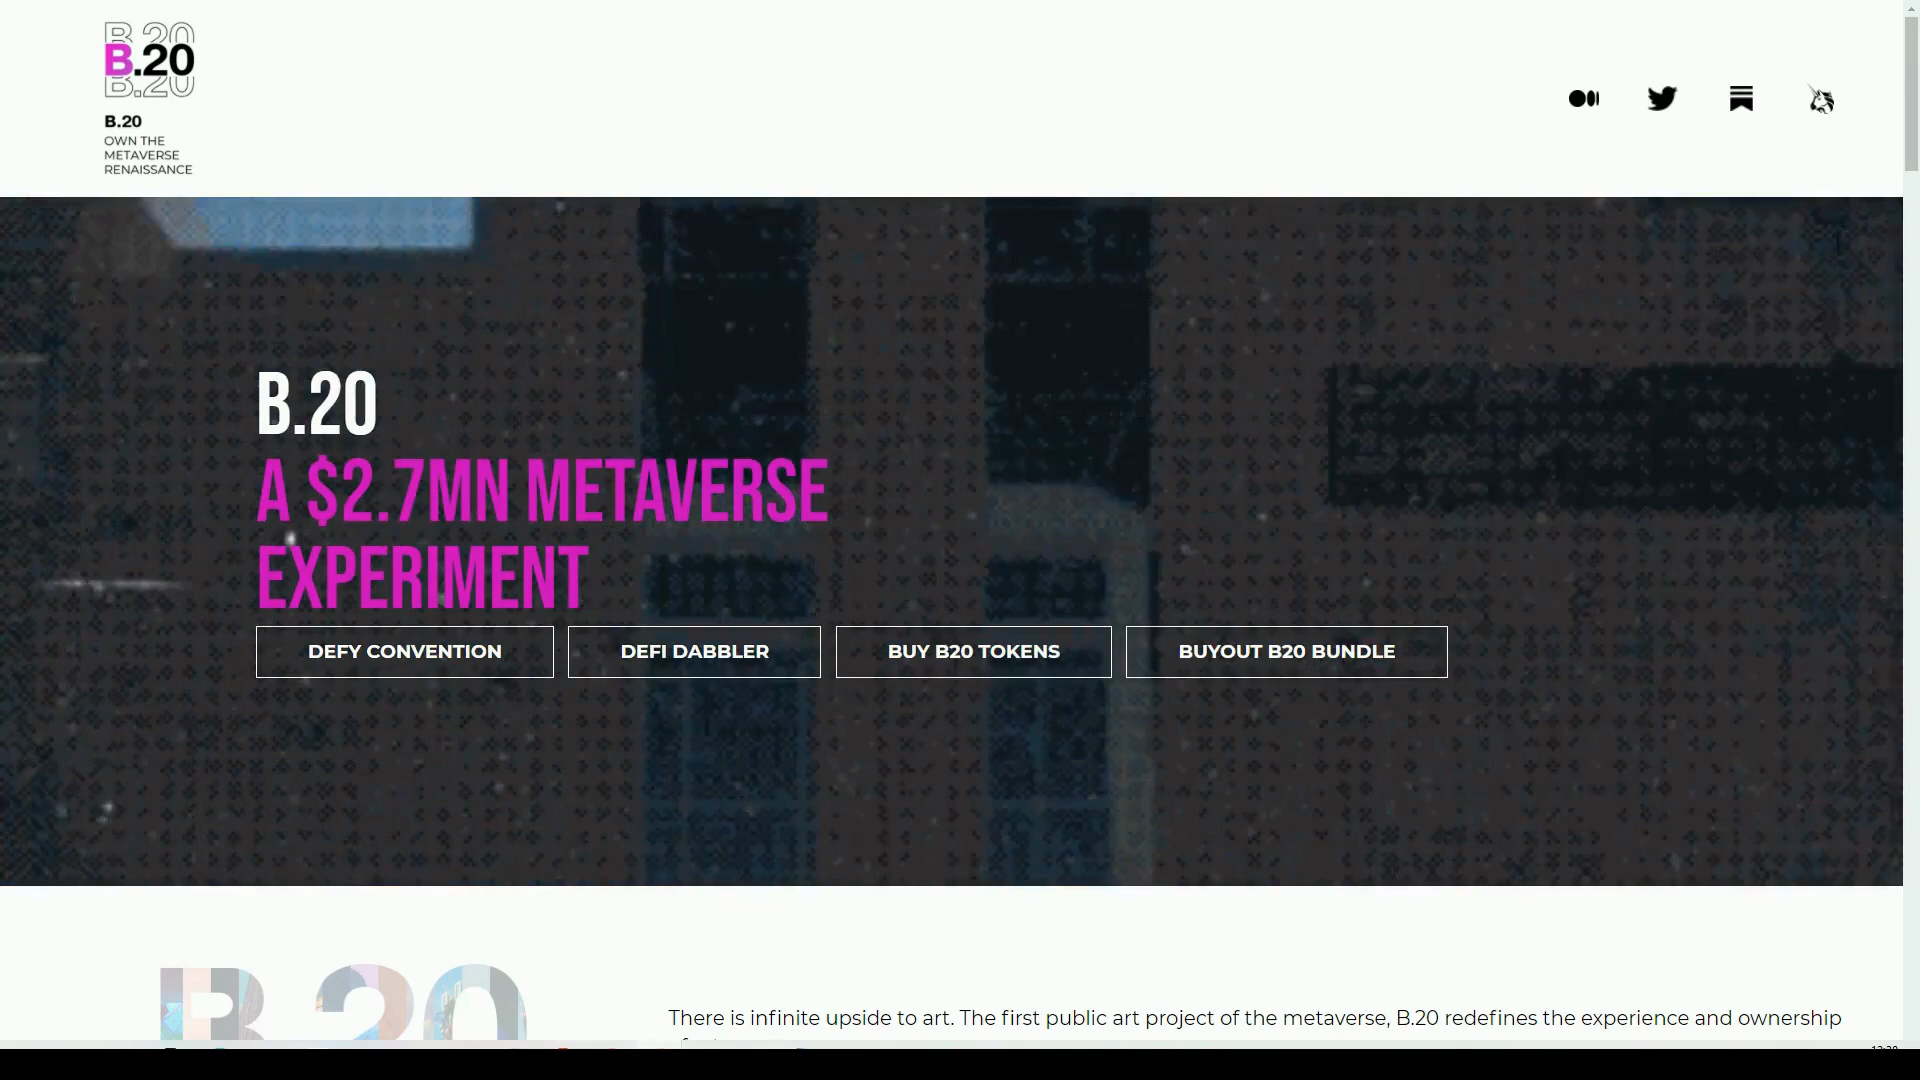 B.20
B.20
B.20
B.20
OWN THE
METAVERSE
RENAISSANCE
B.20
A $2.7MN METAVERSE
EXPERIMENT
DEFY CONVENTION
DEFI DABBLER
BUY B20 TOKENS
BUYOUT B20 BUNDLE
B.20
There is infinite upside to art. The first public art project of the metaverse, B.20 redefines the experience and ownership